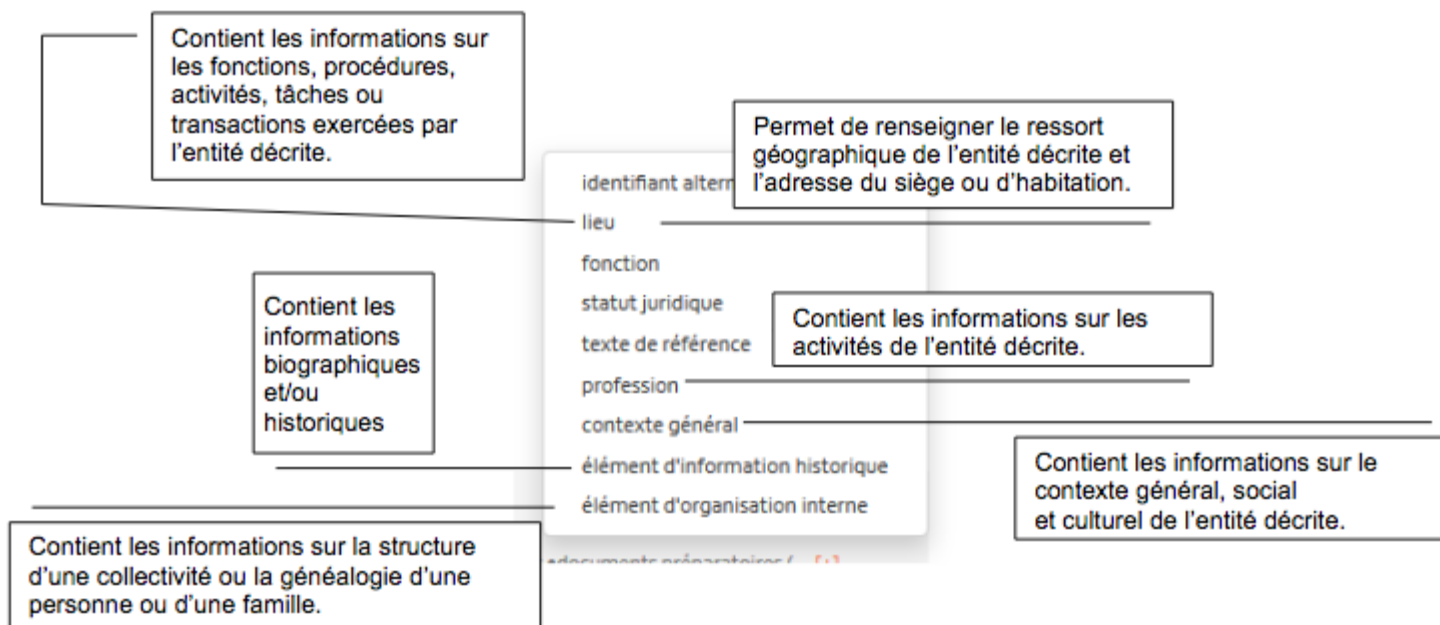 Contient les informations sur
les fonctions, procédures,
activités, tâches ou
transactions exercées par
l'entité décrite.
Permet de renseigner le ressort
géographique de l'entité décrite et
l'adresse du siège ou d'habitation.
identifiant altern
lieu
fonction
statut juridique
texte de référence
profession
contexte général
élément d'information historique
élément d'organisation interne
Contient les
informations
biographiques
et/ou
historiques
Contient les informations sur les
activités de l'entité décrite.
Contient les informations sur le
contexte général, social
et culturel de l'entité décrite.
Contient les informations sur la structure
d'une collectivité ou la généalogie d'une
personne ou d'une famille.